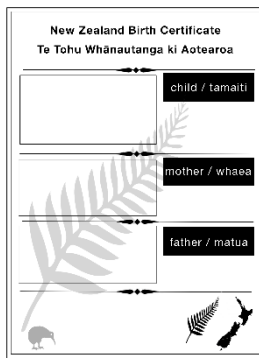 New Zealand Birth Certificate
Te Tohu Whānautanga ki Aotearoa
child / tamaiti
mother / whaea
father / matua